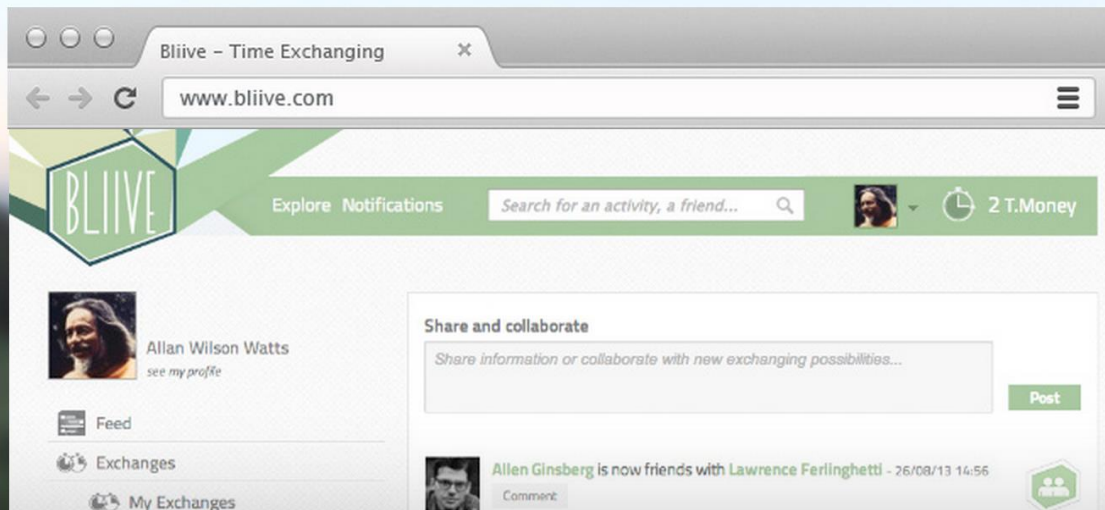 Bliive – Time Exchanging
www.bliive.com
BLIIVE
Explore Notifications
Search for an activity, a friend...
2 T.Money
Allan Wilson Watts
see my profile
Feed
Exchanges
My Exchanges
Share and collaborate
Share information or collaborate with new exchanging possibilities...
Post
Allen Ginsberg is now friends with Lawrence Ferlinghetti - 26/08/13 14:56
Comment